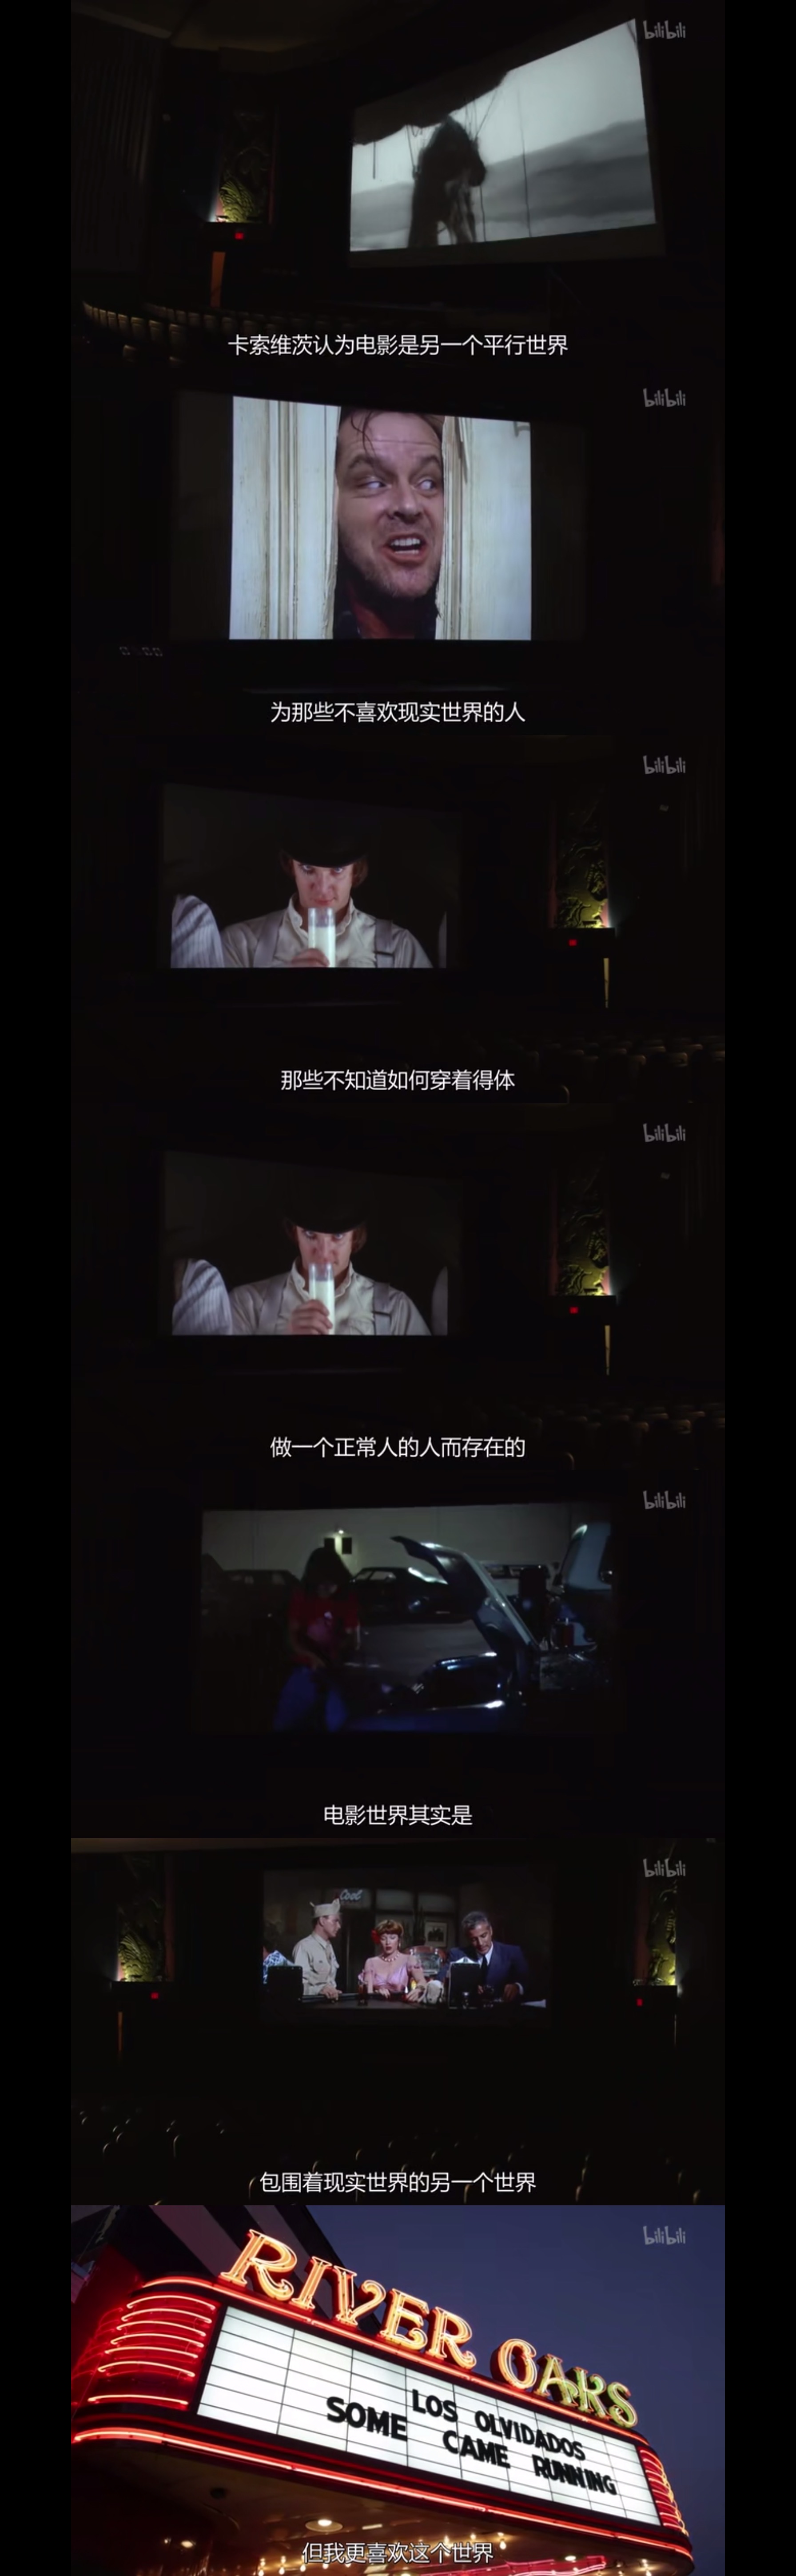 bilibili
卡索维茨认为电影是另一个平行世界
bilibili
为那些不喜欢现实世界的人
bilibili
那些不知道如何穿着得体
bilibili
做一个正常人的人而存在的
bilibili
电影世界其实是
bilibili
Cool
包围着现实世界的另一个世界
bilibili
RIVER OAKS
LOS OLVIDADOS
SOME CAME RUNNING
但我更喜欢这个世界